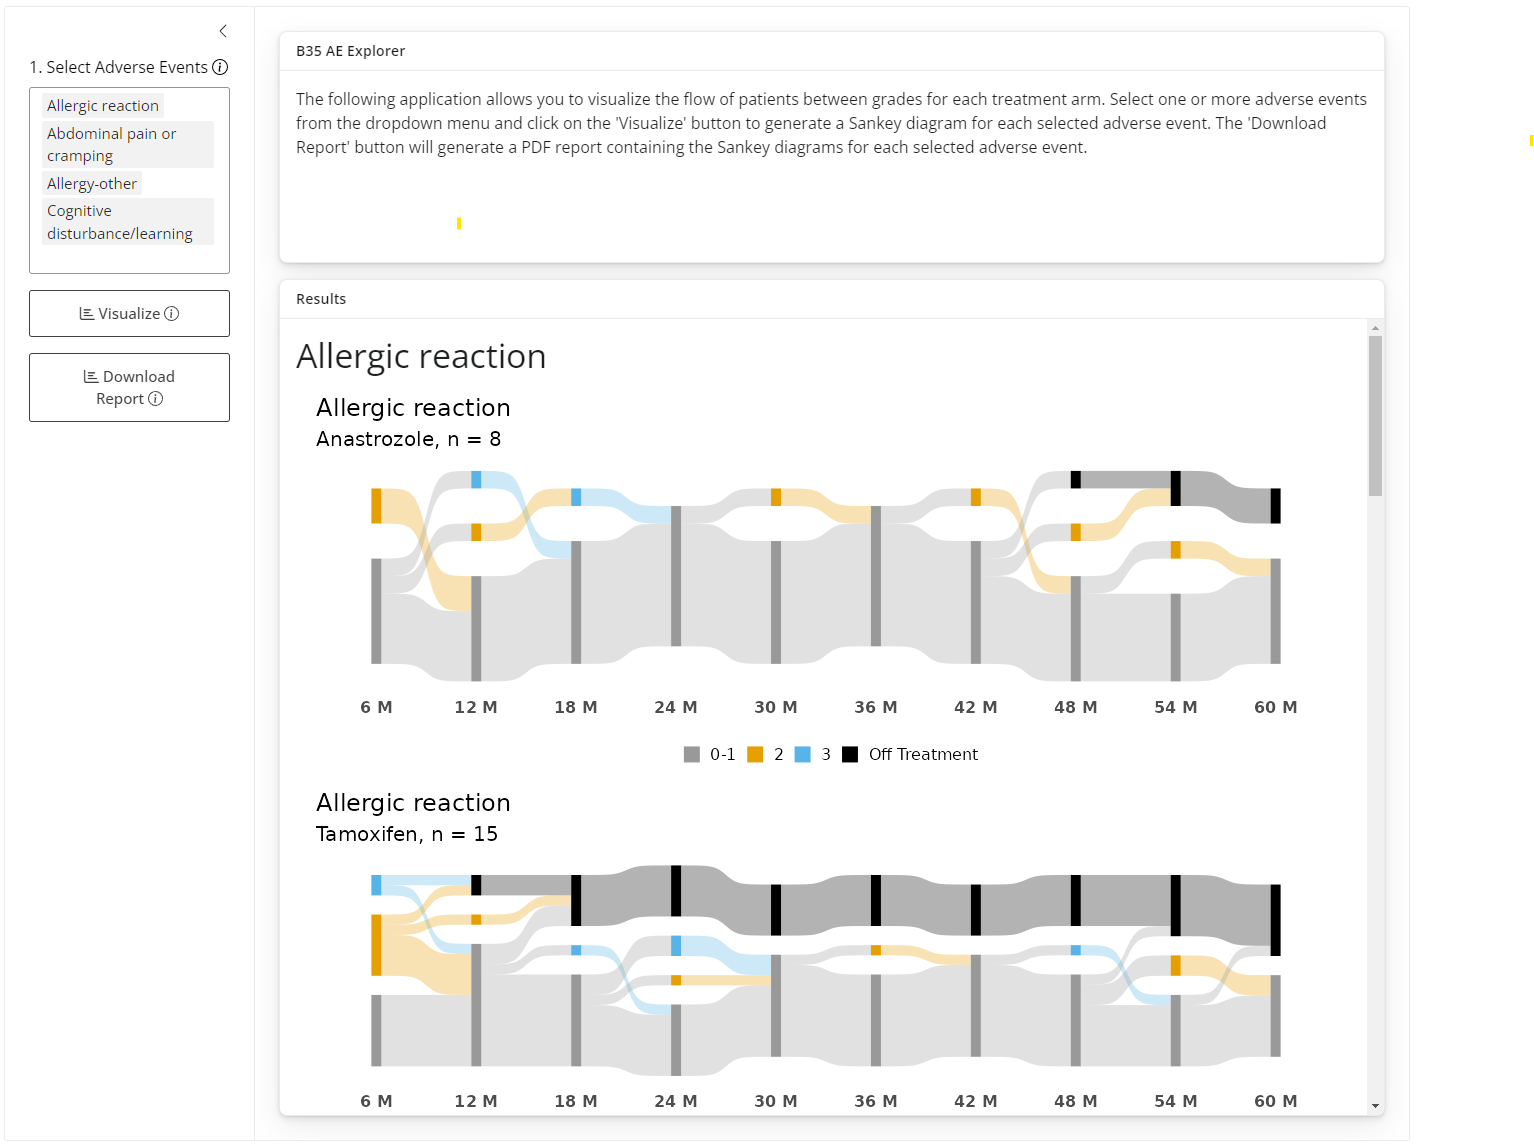 1. Select Adverse Events
Allergic reaction
Abdominal pain or
cramping
Allergy-other
Cognitive
disturbance/learning
Visualize
Download
Report
B35 AE Explorer
The following application allows you to visualize the flow of patients between grades for each treatment arm. Select one or more adverse events
from the dropdown menu and click on the 'Visualize' button to generate a Sankey diagram for each selected adverse event. The 'Download
Report' button will generate a PDF report containing the Sankey diagrams for each selected adverse event.
Results
Allergic reaction
Allergic reaction
Anastrozole, n = 8
6 M 12 M 18 M 24 M 30 M 36 M 42 M 48 M 54 M 60 M
0-1 2 3 Off Treatment
Allergic reaction
Tamoxifen, n = 15
6 M 12 M 18 M 24 M 30 M 36 M 42 M 48 M 54 M 60 M